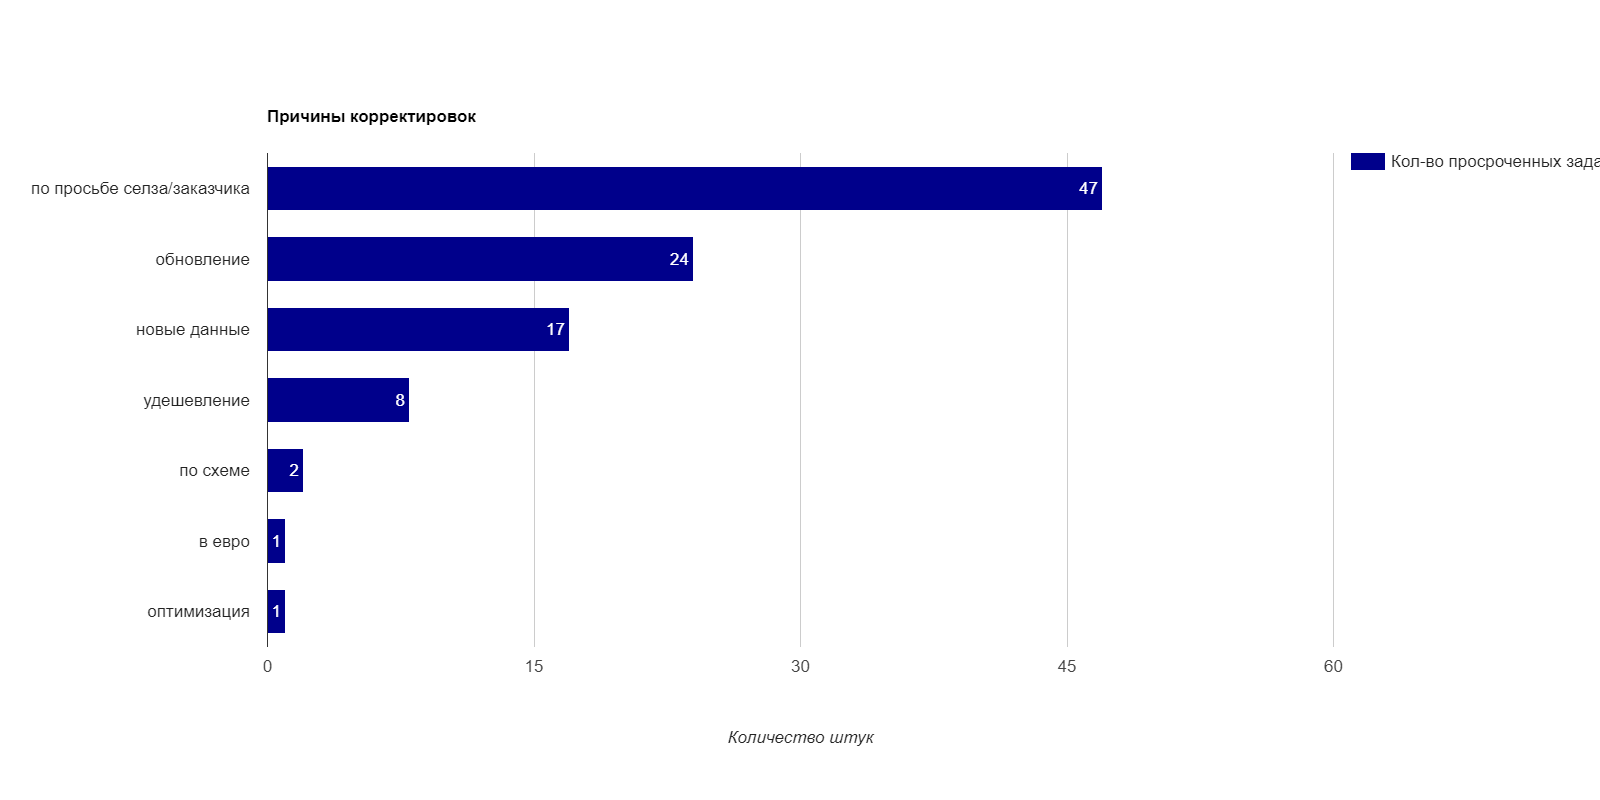 Причины корректировок
Кол-во просроченных зада
по просьбе селза/заказчика
47
обновление
24
новые данные
17
удешевление
8
по схеме
2
в евро
1
оптимизация
1
0 15 30 45 60
Количество штук